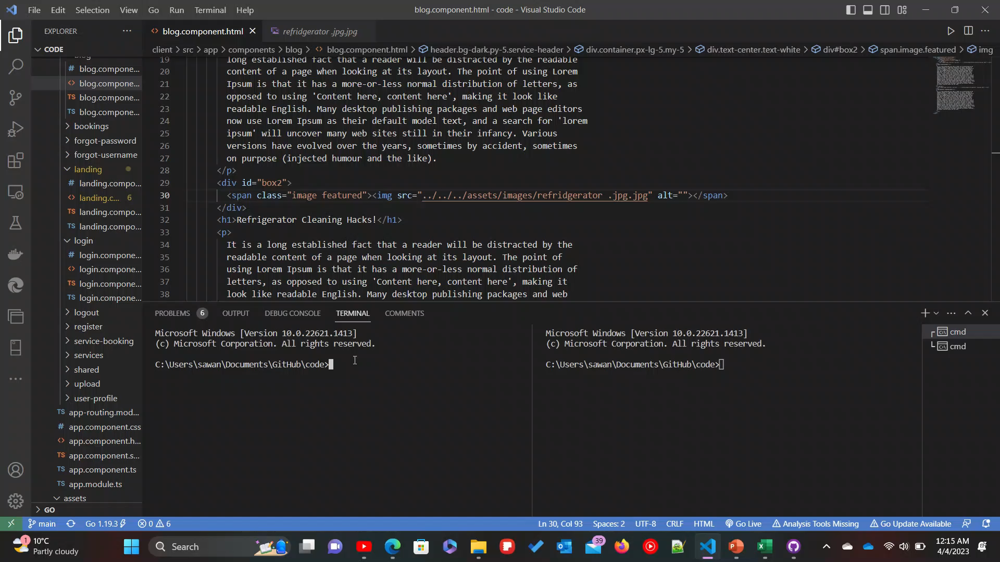 File Edit Selection View Go Run Terminal Help
blog.component.html - code - Visual Studio Code
EXPLORER
CODE
blog.compone...
blog.compone...
blog.compone...
blog.compone...
bookings
forgot-password
forgot-username
landing
landing.compo...
landing.c... 6
landing.compo...
landing.compo...
login
login.compone...
login.compone...
login.compone...
login.compone...
logout
register
service-booking
services
shared
upload
user-profile
app-routing.mod...
app.component.css
app.component.h...
app.component.s...
app.component.ts
app.module.ts
assets
GO
blog.component.html
refridgerator .jpg.jpg
client > src > app > components > blog > blog.component.html > header.bg-dark.py-5.service-header > div.container.px-lg-5.my-5 > div.text-center.text-white > div#box2 > span.image.featured > img
19 long established fact that a reader will be distracted by the readable
20 content of a page when looking at its layout. The point of using Lorem
21 Ipsum is that it has a more-or-less normal distribution of letters, as
22 opposed to using 'Content here, content here', making it look like
23 readable English. Many desktop publishing packages and web page editors
24 now use Lorem Ipsum as their default model text, and a search for 'lorem
25 ipsum' will uncover many web sites still in their infancy. Various
26 versions have evolved over the years, sometimes by accident, sometimes
27 on purpose (injected humour and the like).
28 </p>
29 <div id="box2">
30 <span class="image featured"><img src="../../../assets/images/refridgerator .jpg.jpg" alt=""></span>
31 </div>
32 <h1>Refrigerator Cleaning Hacks!</h1>
33 <p>
34 It is a long established fact that a reader will be distracted by the
35 readable content of a page when looking at its layout. The point of
36 using Lorem Ipsum is that it has a more-or-less normal distribution of
37 letters, as opposed to using 'Content here, content here', making it
38 look like readable English. Many desktop publishing packages and web
PROBLEMS 6 OUTPUT DEBUG CONSOLE TERMINAL COMMENTS
Microsoft Windows [Version 10.0.22621.1413]
(c) Microsoft Corporation. All rights reserved.
C:\Users\sawan\Documents\GitHub\code>
Microsoft Windows [Version 10.0.22621.1413]
(c) Microsoft Corporation. All rights reserved.
C:\Users\sawan\Documents\GitHub\code>
cmd
cmd
main Go 1.19.3 0 6 Ln 30, Col 93 Spaces: 2 UTF-8 CRLF HTML Go Live Analysis Tools Missing Go Update Available
1
10°C
Partly cloudy
Search
39
12:15 AM
4/4/2023